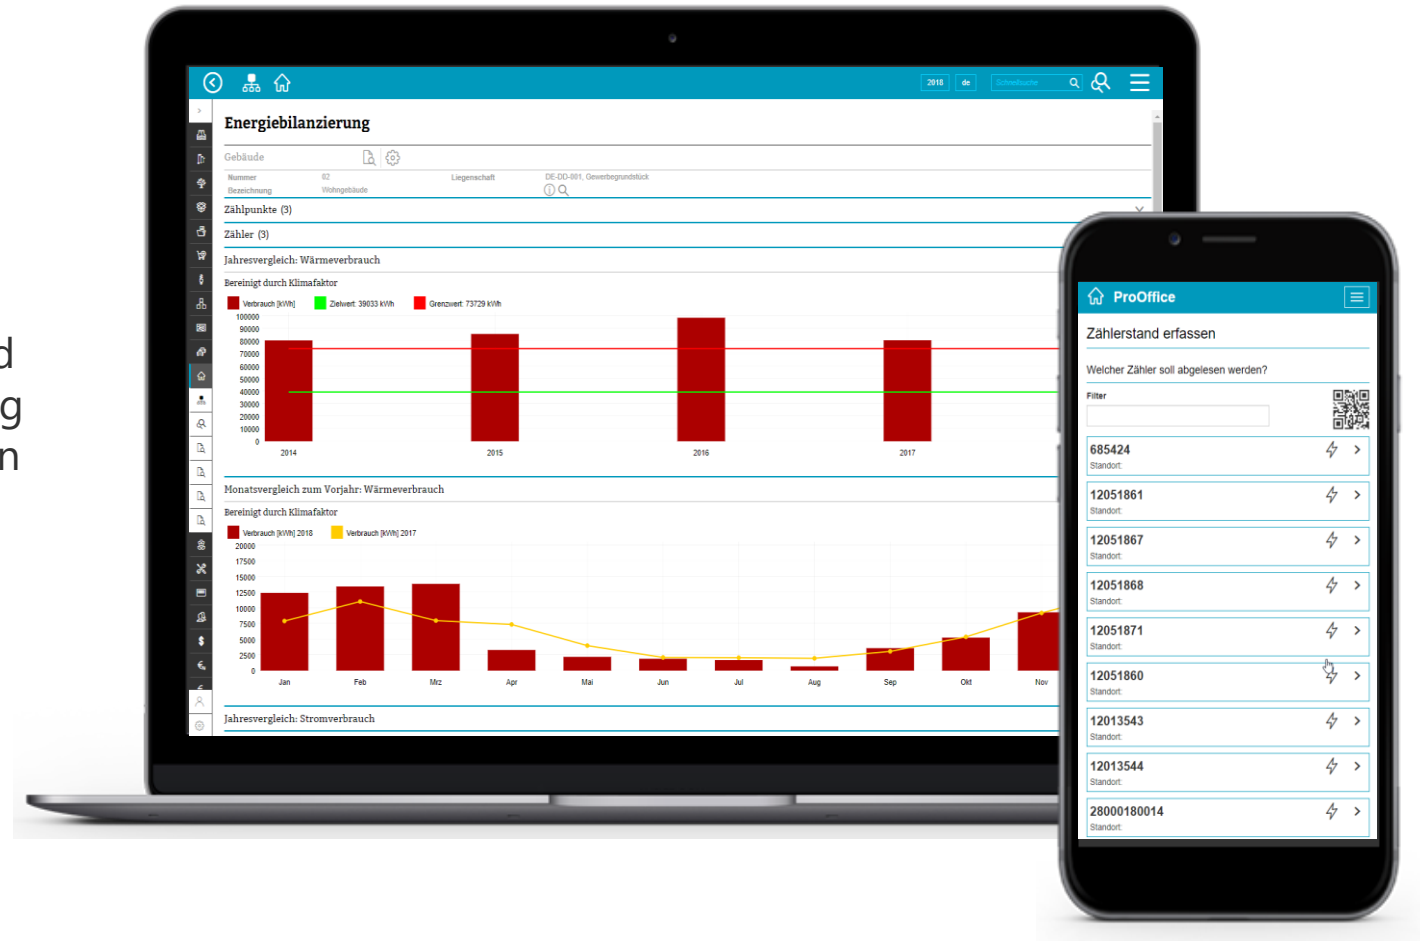 d
g
n
2018 de Schnellsuche
Energiebilanzierung
Gebäude
Nummer 02 Liegenschaft DE-DD-001, Gewerbegrundstück
Bezeichnung Wohngebäude
Zählpunkte (3)
Zähler (3)
Jahresvergleich: Wärmeverbrauch
Bereinigt durch Klimafaktor
Verbrauch [kWh] Zielwert: 39033 kWh Grenzwert: 73729 kWh
100000
90000
80000
70000
60000
50000
40000
30000
20000
10000
0
2014 2015 2016 2017
Monatsvergleich zum Vorjahr: Wärmeverbrauch
Bereinigt durch Klimafaktor
Verbrauch [kWh] 2018 Verbrauch [kWh] 2017
20000
17500
15000
12500
10000
7500
5000
2500
0
Jan Feb Mrz Apr Mai Jun Jul Aug Sep Okt Nov
Jahresvergleich: Stromverbrauch
ProOffice
Zählerstand erfassen
Welcher Zähler soll abgelesen werden?
Filter
685424
Standort:
12051861
Standort:
12051867
Standort:
12051868
Standort:
12051871
Standort:
12051860
Standort:
12013543
Standort:
12013544
Standort:
28000180014
Standort: